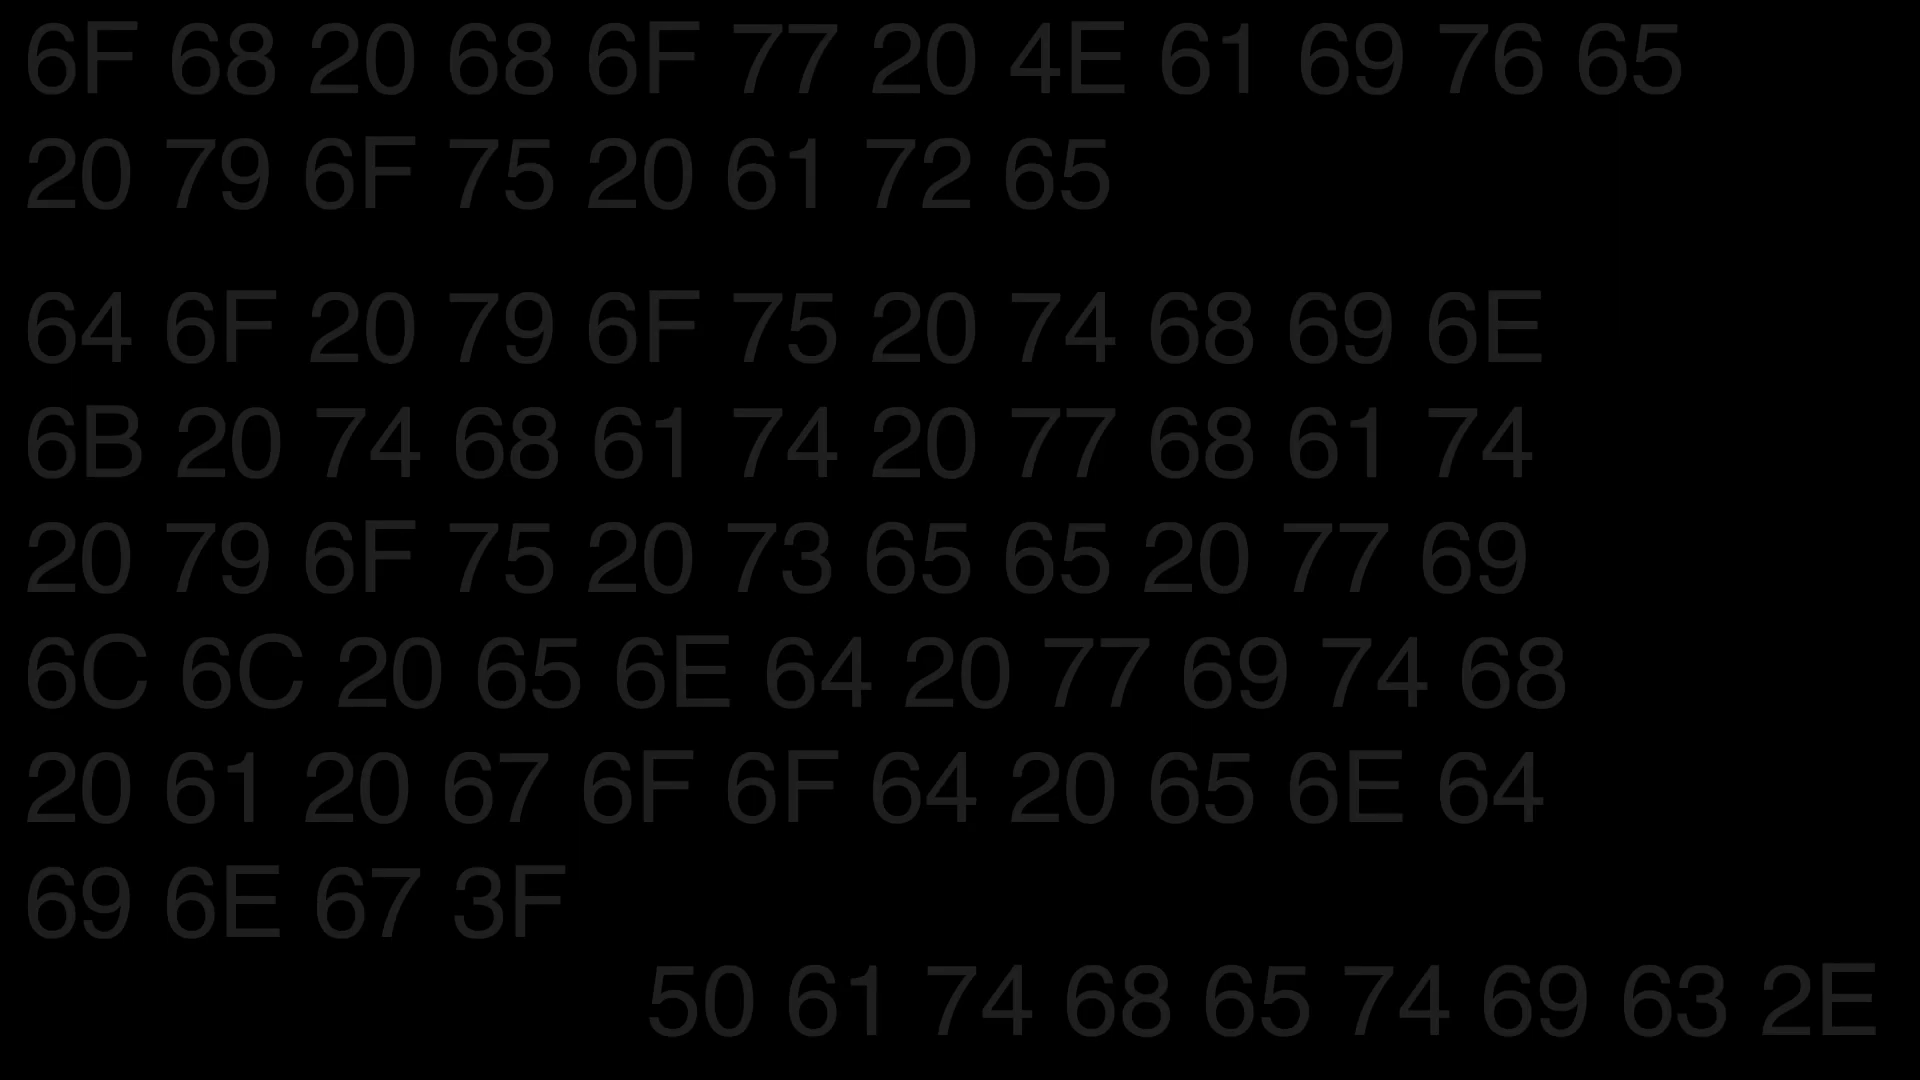 6F 68 20 68 6F 77 20 4E 61 69 76 65
20 79 6F 75 20 61 72 65
64 6F 20 79 6F 75 20 74 68 69 6E
6B 20 74 68 61 74 20 77 68 61 74
20 79 6F 75 20 73 65 65 20 77 69
6C 6C 20 65 6E 64 20 77 69 74 68
20 61 20 67 6F 6F 64 20 65 6E 64
69 6E 67 3F
50 61 74 68 65 74 69 63 2E